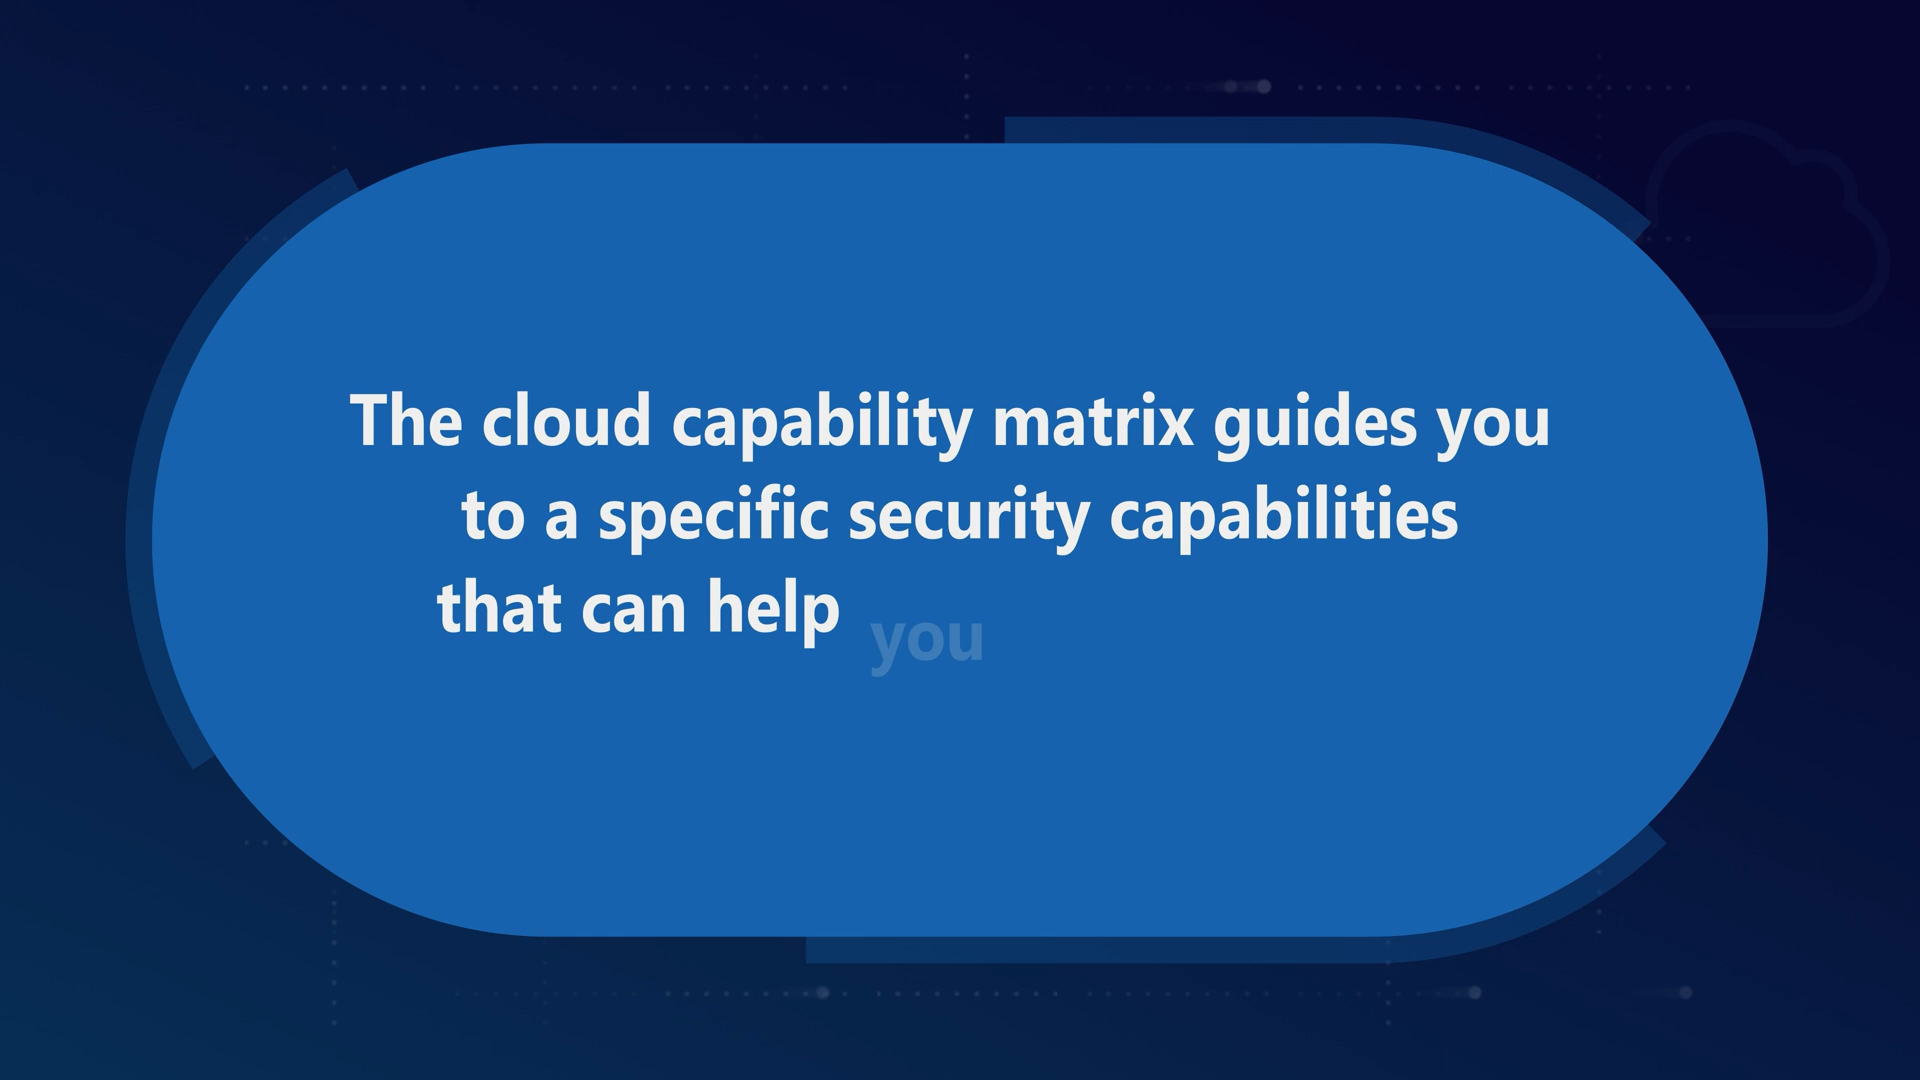 The cloud capability matrix guides you
to a specific security capabilities
that can help you